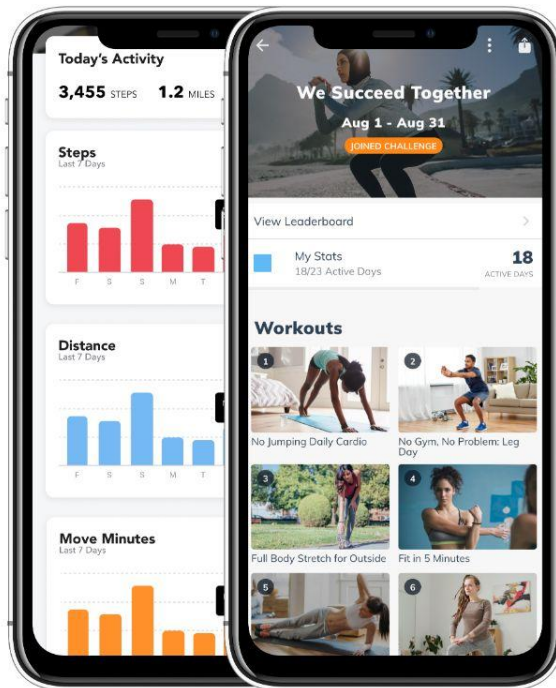 Today's Activity
3,455 STEPS 1.2 MILES
Steps
Last 7 Days
F S S M T
Distance
Last 7 Days
F S S M T
Move Minutes
Last 7 Days
We Succeed Together
Aug 1 - Aug 31
JOINED CHALLENGE
View Leaderboard
My Stats
18/23 Active Days
18
ACTIVE DAYS
Workouts
1
2
No Jumping Daily Cardio
No Gym, No Problem: Leg
Day
3
4
Full Body Stretch for Outside
Fit in 5 Minutes
5
6